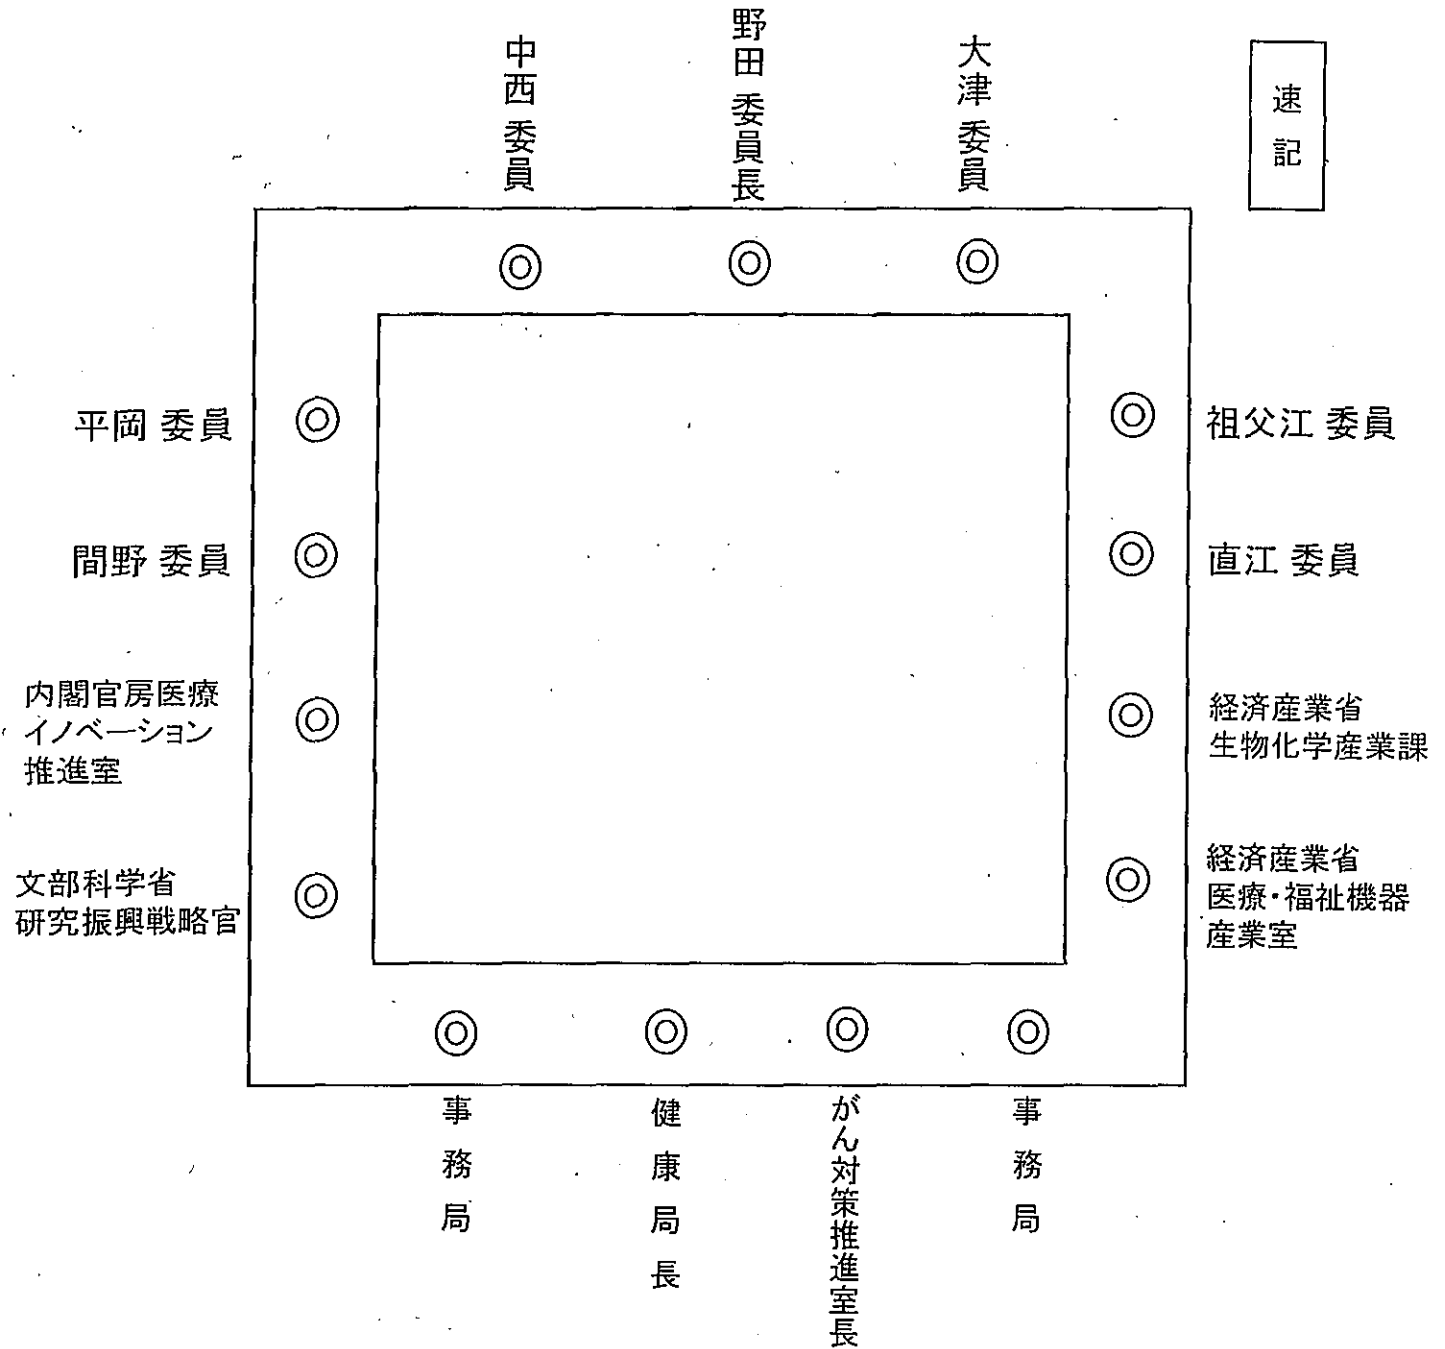 中西 委員
野田 委員長
大津 委員
速記
平岡 委員
間野 委員
内閣官房医療
イノベーション
推進室
文部科学省
研究振興戦略官
祖父江 委員
直江 委員
経済産業省
生物化学産業課
経済産業省
医療・福祉機器
産業室
事務局
健康局長
がん対策推進室長
事務局